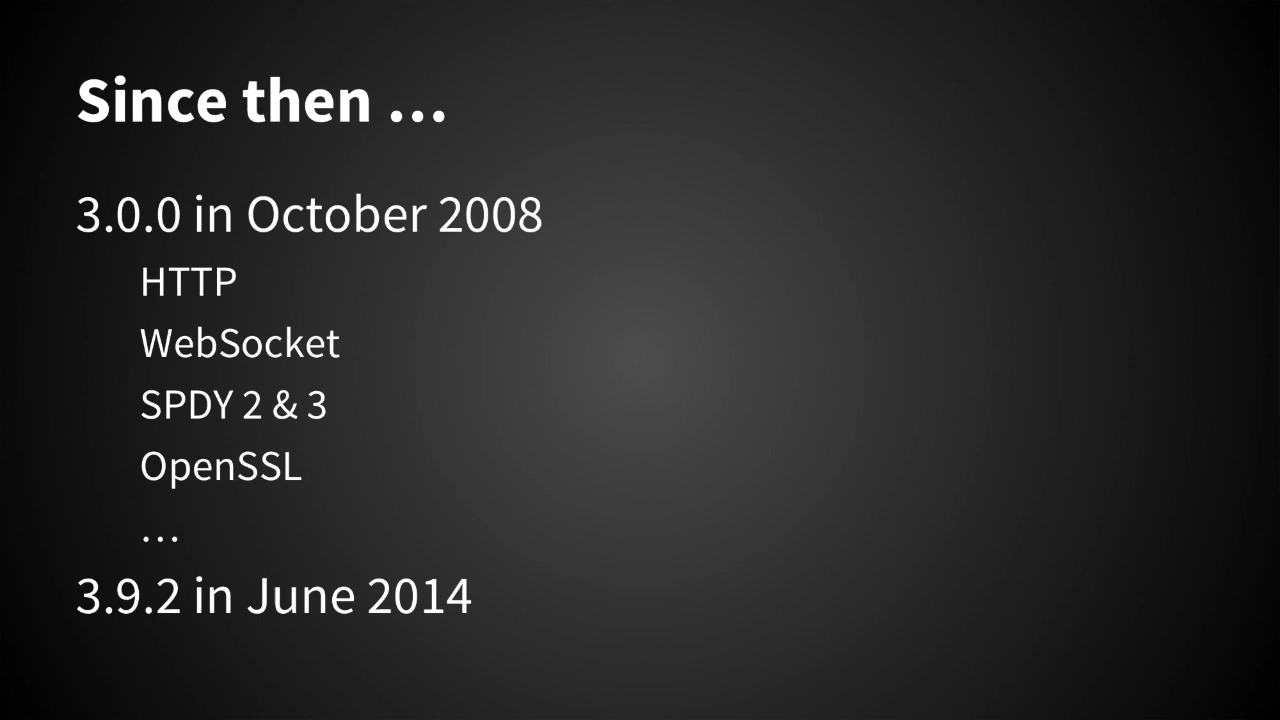 Since then …
3.0.0 in October 2008
HTTP
WebSocket
SPDY 2 & 3
OpenSSL
…
3.9.2 in June 2014